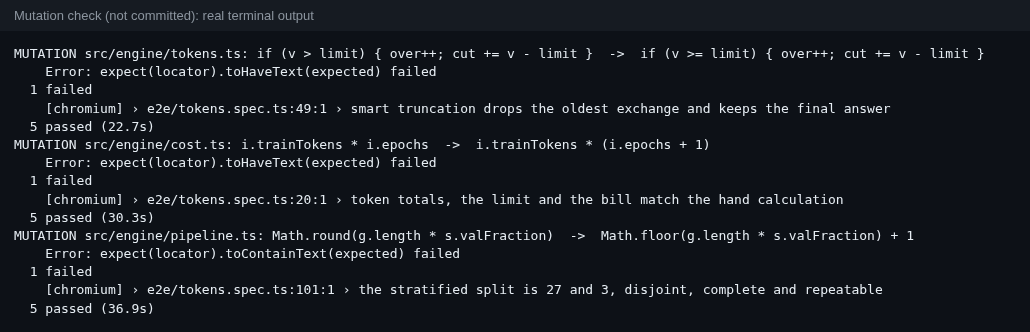 Mutation check (not committed): real terminal output
MUTATION src/engine/tokens.ts: if (v > limit) { over++; cut += v - limit }  ->  if (v >= limit) { over++; cut += v - limit }
    Error: expect(locator).toHaveText(expected) failed
  1 failed
    [chromium] › e2e/tokens.spec.ts:49:1 › smart truncation drops the oldest exchange and keeps the final answer
  5 passed (22.7s)
MUTATION src/engine/cost.ts: i.trainTokens * i.epochs  ->  i.trainTokens * (i.epochs + 1)
    Error: expect(locator).toHaveText(expected) failed
  1 failed
    [chromium] › e2e/tokens.spec.ts:20:1 › token totals, the limit and the bill match the hand calculation
  5 passed (30.3s)
MUTATION src/engine/pipeline.ts: Math.round(g.length * s.valFraction)  ->  Math.floor(g.length * s.valFraction) + 1
    Error: expect(locator).toContainText(expected) failed
  1 failed
    [chromium] › e2e/tokens.spec.ts:101:1 › the stratified split is 27 and 3, disjoint, complete and repeatable
  5 passed (36.9s)